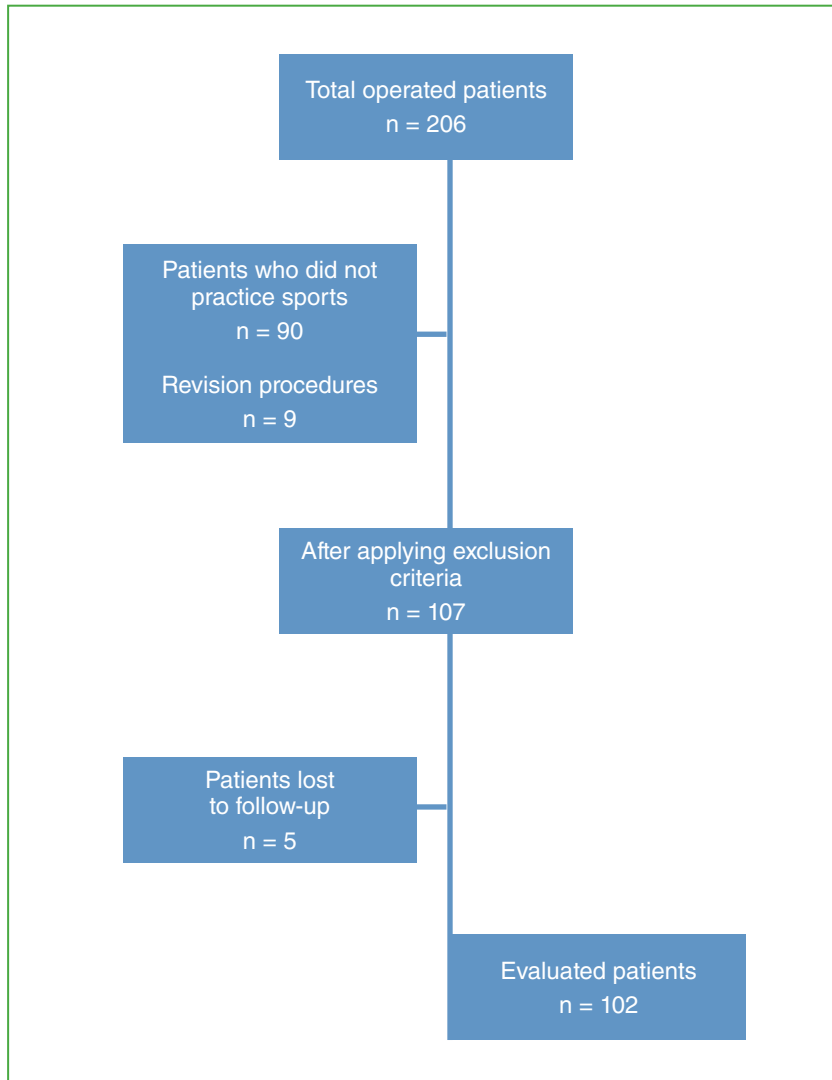 Total operated patients
n = 206
Patients who did not
practice sports
n = 90
Revision procedures
n = 9
After applying exclusion
criteria
n = 107
Patients lost
to follow-up
n = 5
Evaluated patients
n = 102